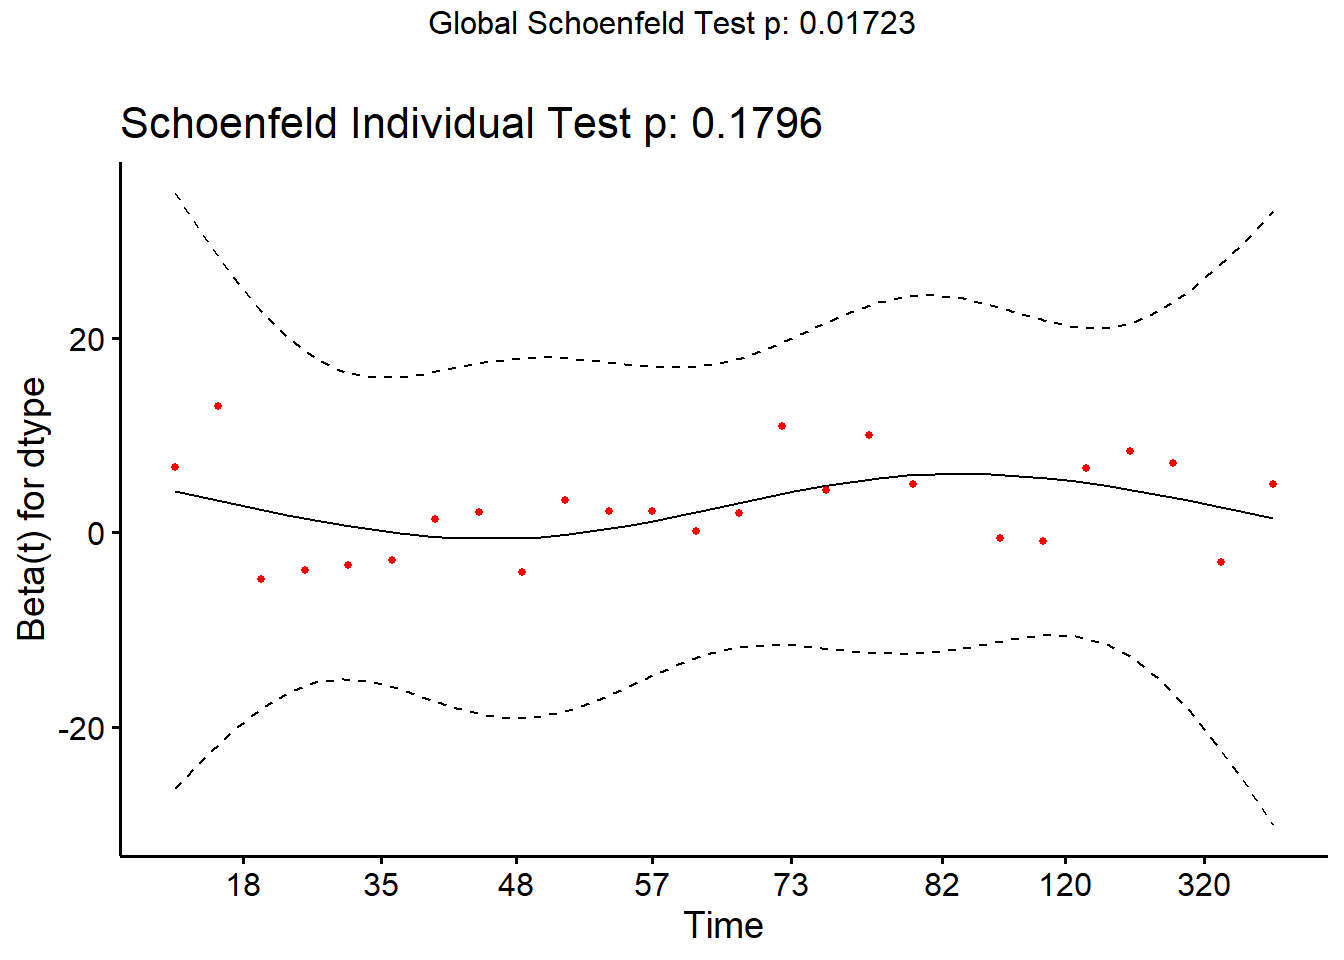 Global Schoenfeld Test p: 0.01723
Schoenfeld Individual Test p: 0.1796
Beta(t) for dtype
20
0
-20
18 35 48 57 73 82 120 320
Time